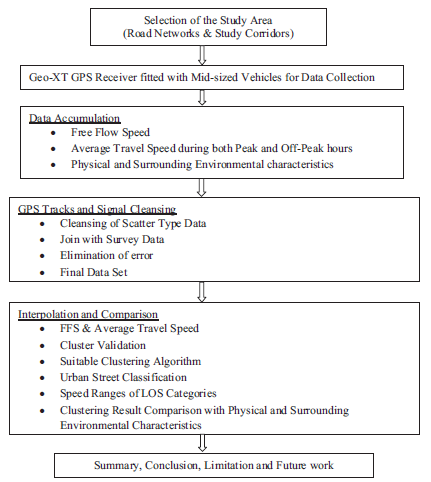 Selection of the Study Area
(Road Networks & Study Corridors)
Geo-XT GPS Receiver fitted with Mid-sized Vehicles for Data Collection
Data Accumulation
• Free Flow Speed
• Average Travel Speed during both Peak and Off-Peak hours
• Physical and Surrounding Environmental characteristics
GPS Tracks and Signal Cleansing
• Cleansing of Scatter Type Data
• Join with Survey Data
• Elimination of error
• Final Data Set
Interpolation and Comparison
• FFS & Average Travel Speed
• Cluster Validation
• Suitable Clustering Algorithm
• Urban Street Classification
• Speed Ranges of LOS Categories
• Clustering Result Comparison with Physical and Surrounding
Environmental Characteristics
Summary, Conclusion, Limitation and Future work